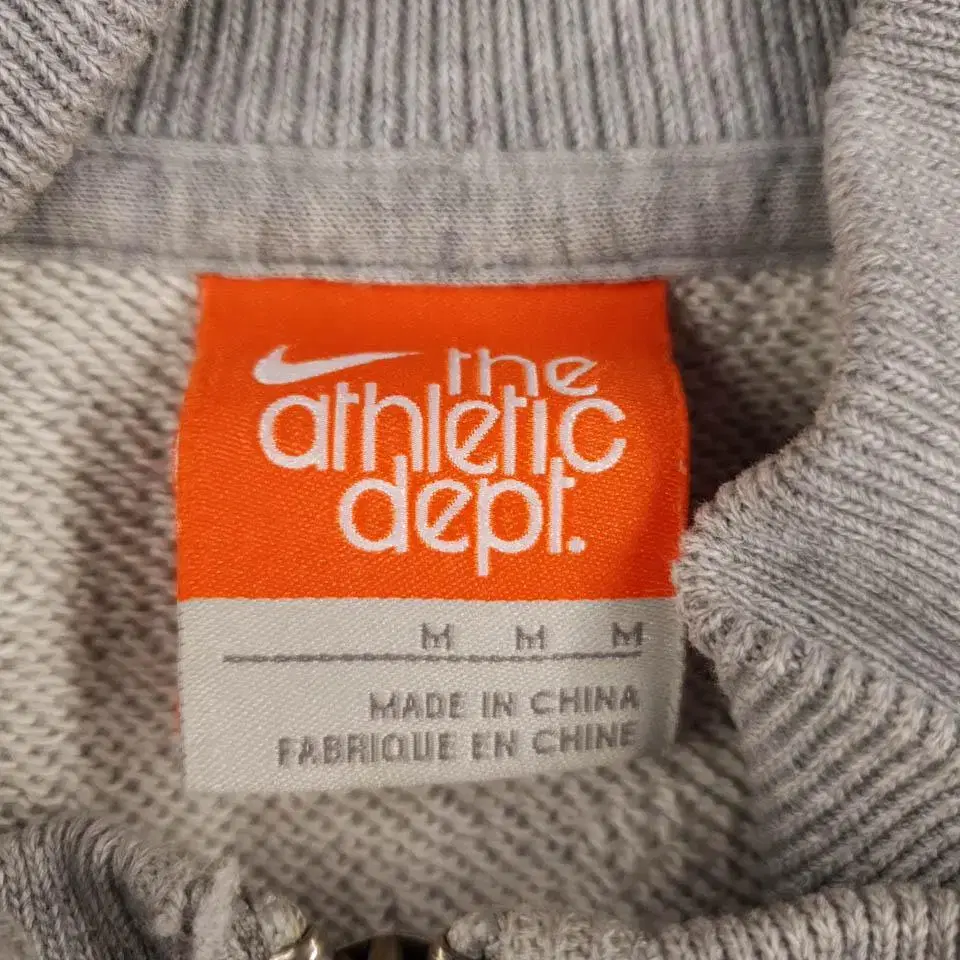 the
athletic
dept.
M M M
MADE IN CHINA
FABRIQUE EN CHINE